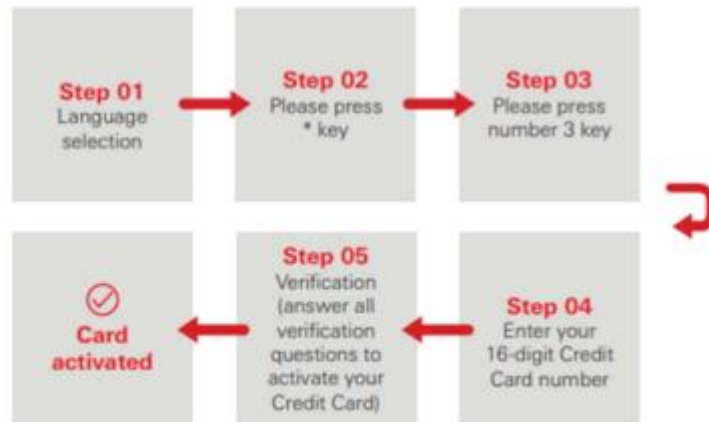 Step 01
Language
selection
Step 02
Please press
* key
Step 03
Please press
number 3 key
Step 04
Enter your
16-digit Credit
Card number
Step 05
Verification
(answer all
verification
questions to
activate your
Credit Card)
Card
activated